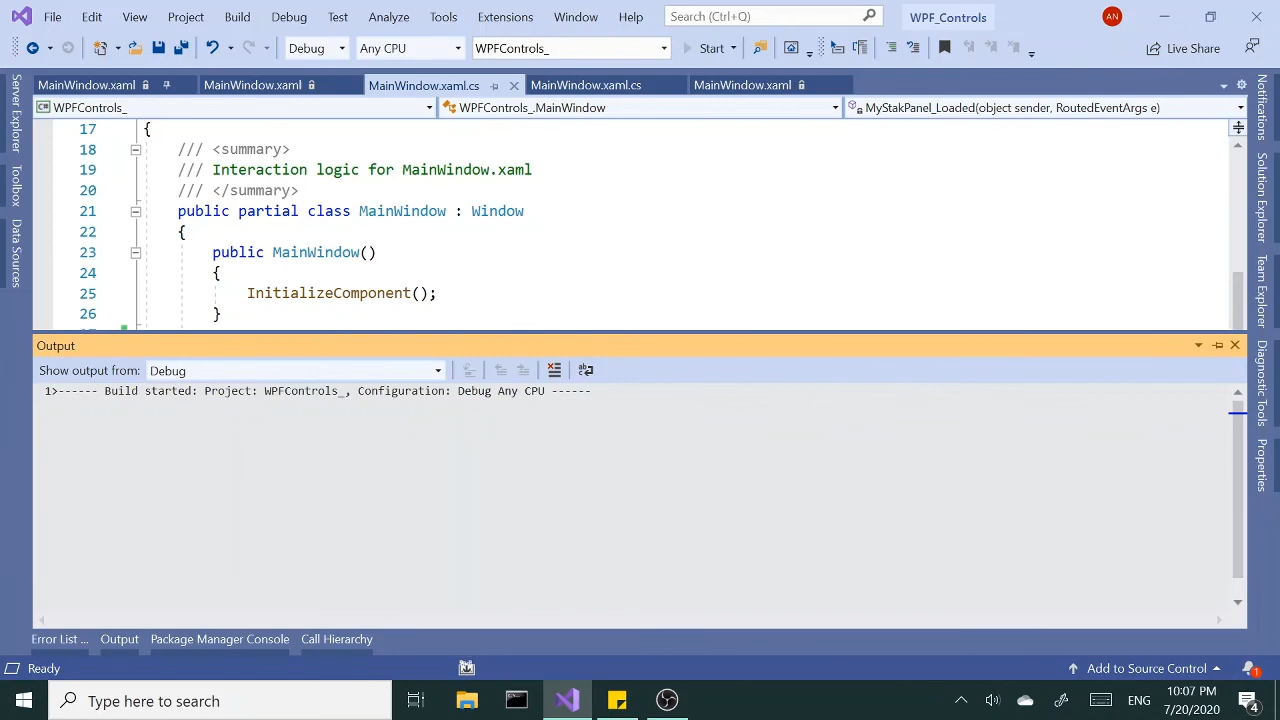 File Edit View Project Build Debug Test Analyze Tools Extensions Window Help Search (Ctrl+Q) WPF_Controls AN
Debug Any CPU WPFControls_ Start Live Share
MainWindow.xaml MainWindow.xaml MainWindow.xaml.cs MainWindow.xaml.cs MainWindow.xaml
WPFControls_ WPFControls_.MainWindow MyStakPanel_Loaded(object sender, RoutedEventArgs e)
17 {
18 /// <summary>
19 /// Interaction logic for MainWindow.xaml
20 /// </summary>
21 public partial class MainWindow : Window
22 {
23 public MainWindow()
24 {
25 InitializeComponent();
26 }
Server Explorer
Toolbox
Data Sources
Notifications
Solution Explorer
Team Explorer
Diagnostic Tools
Properties
Output
Show output from: Debug
1>------ Build started: Project: WPFControls_, Configuration: Debug Any CPU ------
Error List ... Output Package Manager Console Call Hierarchy
Ready Add to Source Control 1
Type here to search ENG 10:07 PM
7/20/2020 4